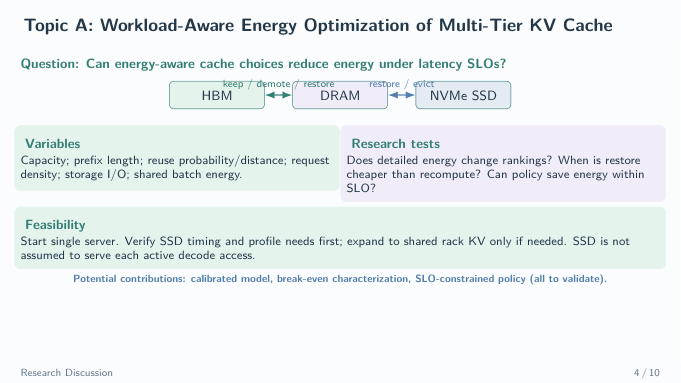 Topic A: Workload-Aware Energy Optimization of Multi-Tier KV Cache
Question: Can energy-aware cache choices reduce energy under latency SLOs?
keep / demote / restore
restore / evict
HBM
DRAM
NVMe SSD
Variables
Capacity; prefix length; reuse probability/distance; request
density; storage I/O; shared batch energy.
Research tests
Does detailed energy change rankings? When is restore
cheaper than recompute? Can policy save energy within
SLO?
Feasibility
Start single server. Verify SSD timing and profile needs first; expand to shared rack KV only if needed. SSD is not
assumed to serve each active decode access.
Potential contributions: calibrated model, break-even characterization, SLO-constrained policy (all to validate).
Research Discussion
4 / 10